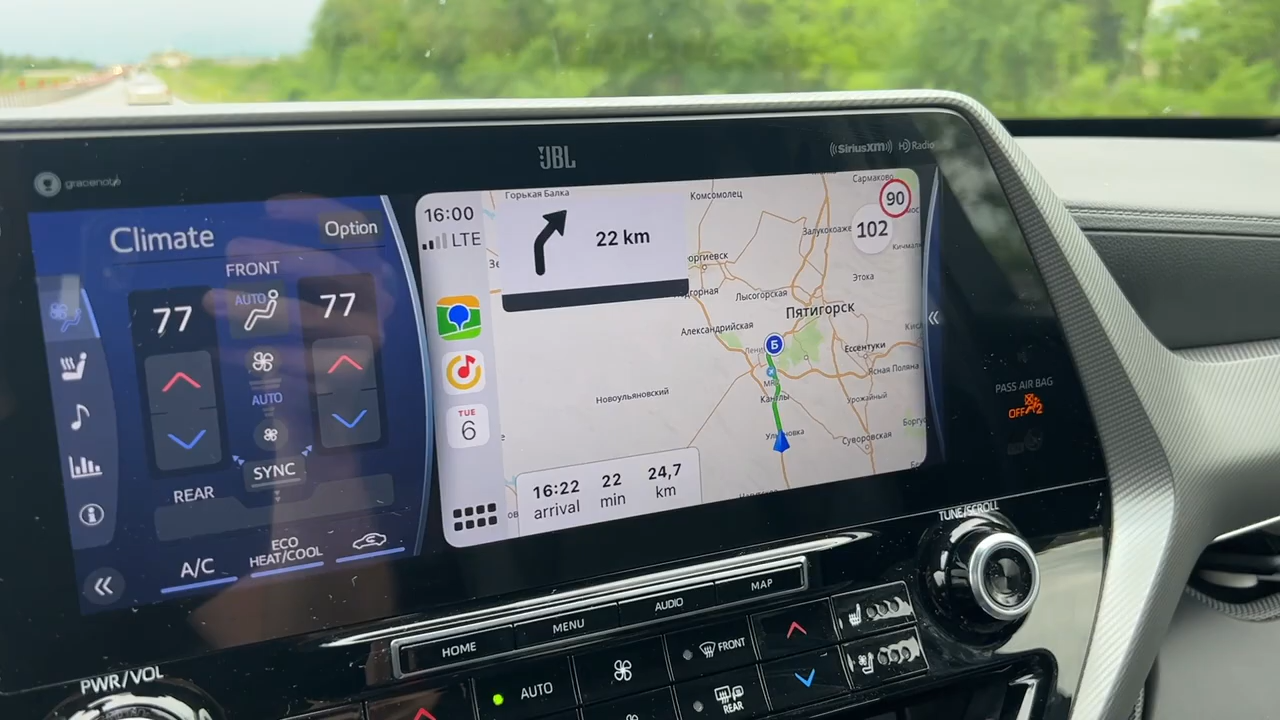 JBL
SiriusXM
HD Radio
gracenote
Climate
Option
FRONT
77
AUTO
77
AUTO
SYNC
REAR
A/C
ECO
HEAT/COOL
16:00
LTE
TUE
6
22 km
Горькая Балка
Комсомолец
Сармаково
90
102
Залукокоаже
Кичмал
Этока
Лысогорская
Пятигорск
Александрийская
Б
Ессентуки
Ясная Поляна
Новоульяновский
Суворовская
16:22 22 24,7
arrival min km
PASS AIR BAG
OFF 2
TUNE/SCROLL
HOME
MENU
AUDIO
MAP
PWR/VOL
AUTO
FRONT
REAR